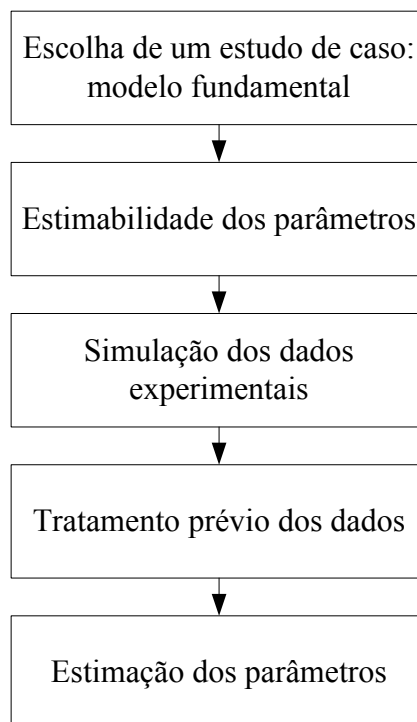 Escolha de um estudo de caso:
modelo fundamental
Estimabilidade dos parâmetros
Simulação dos dados
experimentais
Tratamento prévio dos dados
Estimação dos parâmetros